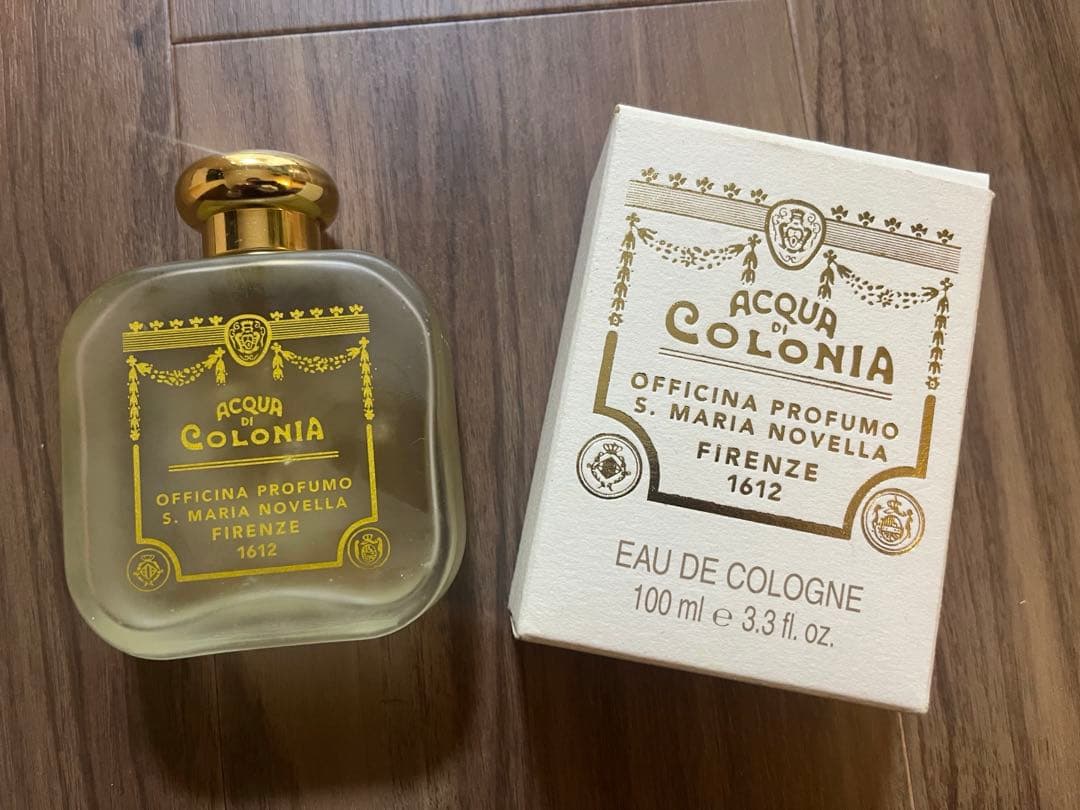 ACQUA
DI
COLONIA
OFFICINA PROFUMO
S. MARIA NOVELLA
FIRENZE
1612
ACQUA
DI
COLONIA
OFFICINA PROFUMO
S. MARIA NOVELLA
FIRENZE
1612
EAU DE COLOGNE
100 ml e 3.3 fl. oz.